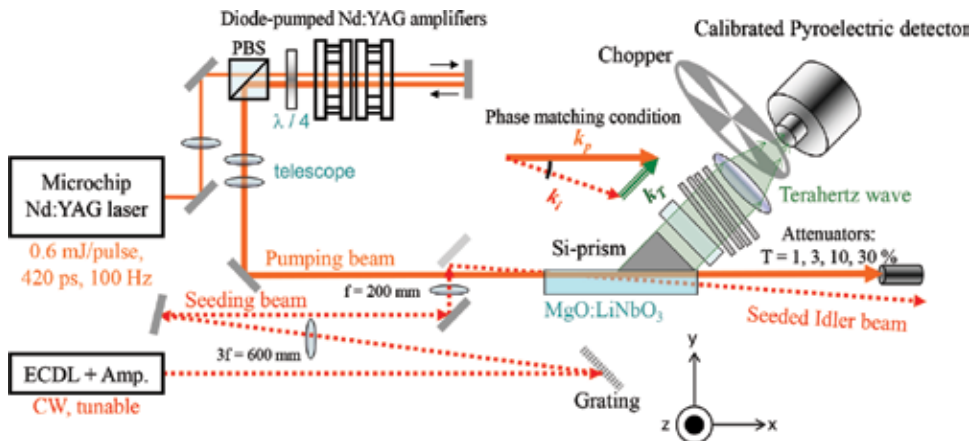 Diode-pumped Nd:YAG amplifiers
PBS
λ / 4
telescope
Microchip
Nd:YAG laser
0.6 mJ/pulse,
420 ps, 100 Hz
Pumping beam
Seeding beam
f = 200 mm
3f = 600 mm
ECDL + Amp.
CW, tunable
Grating
Calibrated Pyroelectric detector
Chopper
Phase matching condition
k_p
k_i
k_T
Terahertz wave
Si-prism
Attenuators:
T = 1, 3, 10, 30 %
MgO:LiNbO₃
Seeded Idler beam
y
z
x